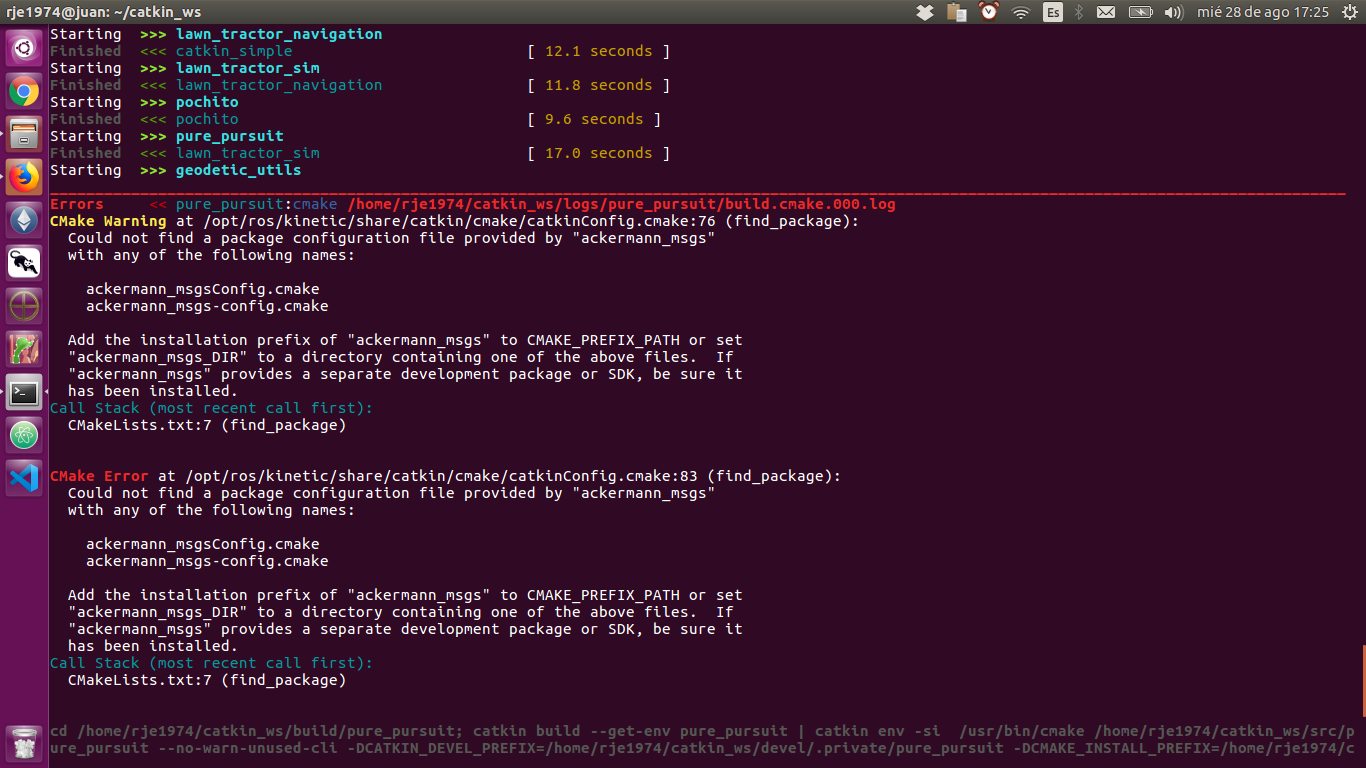 rje1974@juan: ~/catkin_ws
Es
mié 28 de ago 17:25
Starting >>> lawn_tractor_navigation
Finished <<< catkin_simple [ 12.1 seconds ]
Starting >>> lawn_tractor_sim
Finished <<< lawn_tractor_navigation [ 11.8 seconds ]
Starting >>> pochito
Finished <<< pochito [ 9.6 seconds ]
Starting >>> pure_pursuit
Finished <<< lawn_tractor_sim [ 17.0 seconds ]
Starting >>> geodetic_utils
Errors << pure_pursuit:cmake /home/rje1974/catkin_ws/logs/pure_pursuit/build.cmake.000.log
CMake Warning at /opt/ros/kinetic/share/catkin/cmake/catkinConfig.cmake:76 (find_package):
Could not find a package configuration file provided by "ackermann_msgs"
with any of the following names:
ackermann_msgsConfig.cmake
ackermann_msgs-config.cmake
Add the installation prefix of "ackermann_msgs" to CMAKE_PREFIX_PATH or set
"ackermann_msgs_DIR" to a directory containing one of the above files. If
"ackermann_msgs" provides a separate development package or SDK, be sure it
has been installed.
Call Stack (most recent call first):
CMakeLists.txt:7 (find_package)
CMake Error at /opt/ros/kinetic/share/catkin/cmake/catkinConfig.cmake:83 (find_package):
Could not find a package configuration file provided by "ackermann_msgs"
with any of the following names:
ackermann_msgsConfig.cmake
ackermann_msgs-config.cmake
Add the installation prefix of "ackermann_msgs" to CMAKE_PREFIX_PATH or set
"ackermann_msgs_DIR" to a directory containing one of the above files. If
"ackermann_msgs" provides a separate development package or SDK, be sure it
has been installed.
Call Stack (most recent call first):
CMakeLists.txt:7 (find_package)
cd /home/rje1974/catkin_ws/build/pure_pursuit; catkin build --get-env pure_pursuit | catkin env -si /usr/bin/cmake /home/rje1974/catkin_ws/src/p
ure_pursuit --no-warn-unused-cli -DCATKIN_DEVEL_PREFIX=/home/rje1974/catkin_ws/devel/.private/pure_pursuit -DCMAKE_INSTALL_PREFIX=/home/rje1974/c